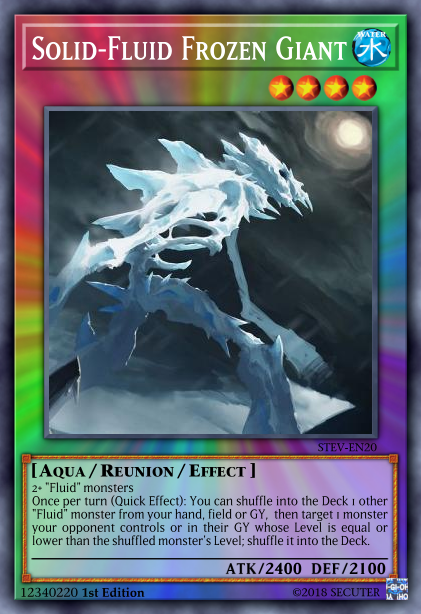 Solid-Fluid Frozen Giant
WATER
水
STEV-EN20
[ Aqua / Reunion / Effect ]
2+ "Fluid" monsters
Once per turn (Quick Effect): You can shuffle into the Deck 1 other
"Fluid" monster from your hand, field or GY, then target 1 monster
your opponent controls or in their GY whose Level is equal or
lower than the shuffled monster's Level; shuffle it into the Deck.
ATK/2400 DEF/2100
12340220 1st Edition
©2018 SECUTER